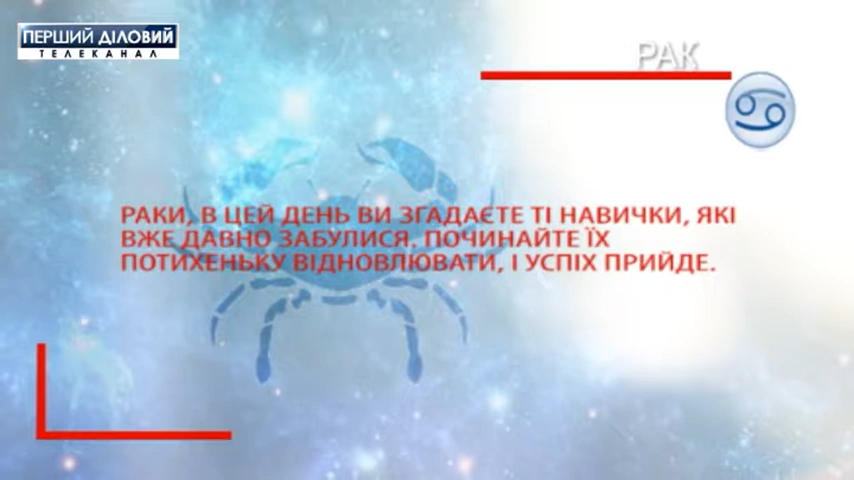 ПЕРШИЙ ДІЛОВИЙ
ТЕЛЕКАНАЛ
РАК
РАКИ, В ЦЕЙ ДЕНЬ ВИ ЗГАДАЄТЕ ТІ НАВИЧКИ, ЯКІ
ВЖЕ ДАВНО ЗАБУЛИСЯ. ПОЧИНАЙТЕ ЇХ
ПОТИХЕНЬКУ ВІДНОВЛЮВАТИ, І УСПІХ ПРИЙДЕ.